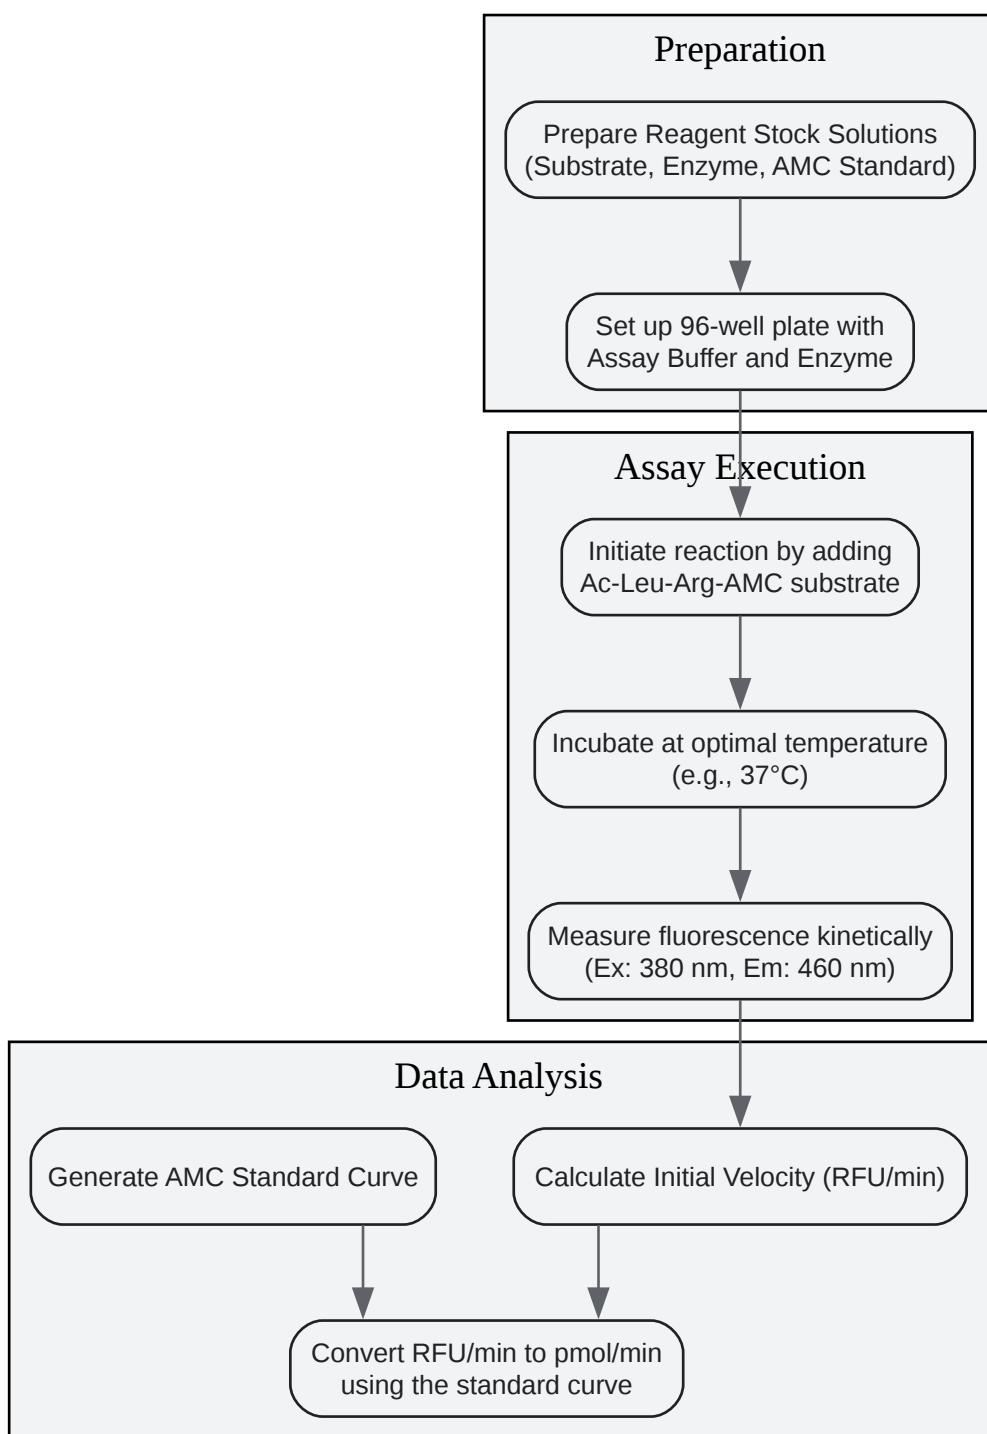 Preparation
Prepare Reagent Stock Solutions
(Substrate, Enzyme, AMC Standard)
Set up 96-well plate with
Assay Buffer and Enzyme
Assay Execution
Initiate reaction by adding
Ac-Leu-Arg-AMC substrate
Incubate at optimal temperature
(e.g., 37°C)
Measure fluorescence kinetically
(Ex: 380 nm, Em: 460 nm)
Data Analysis
Generate AMC Standard Curve
Calculate Initial Velocity (RFU/min)
Convert RFU/min to pmol/min
using the standard curve